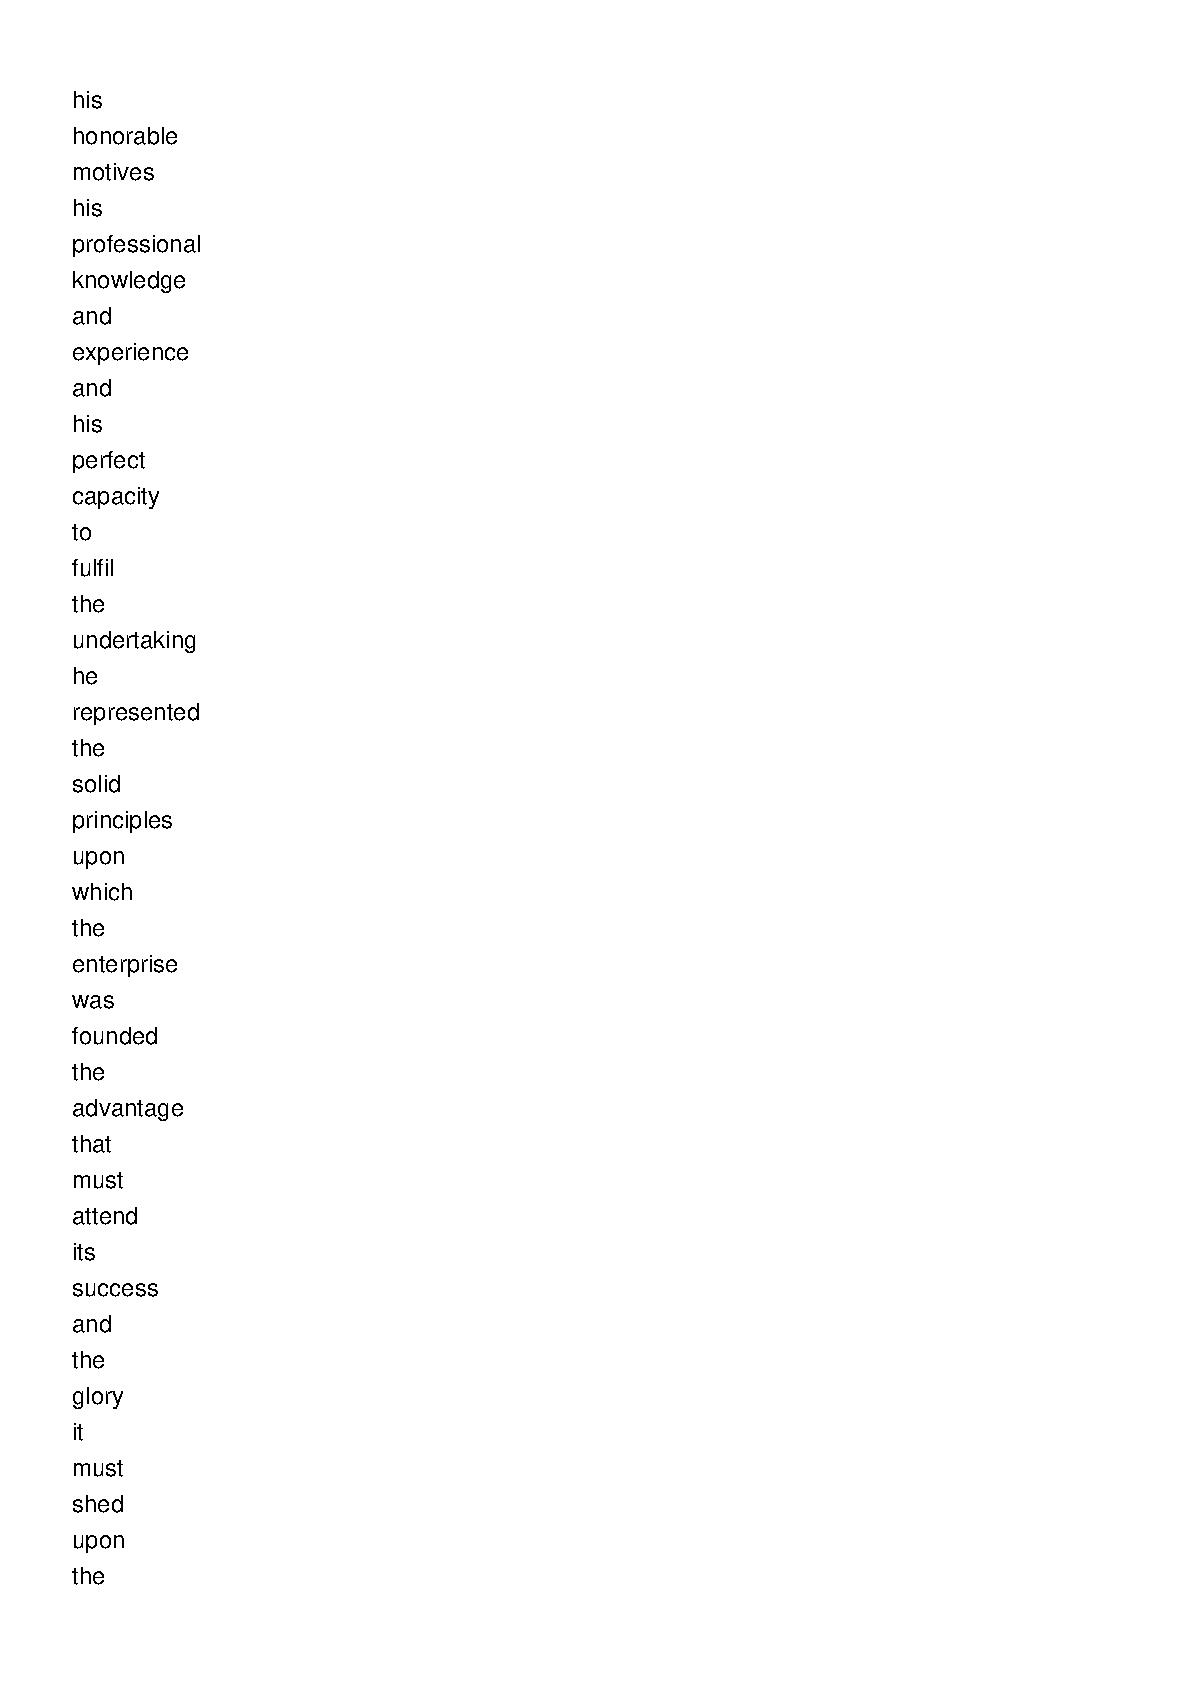 his
honorable
motives
his
professional
knowledge
and
experience
and
his
perfect
capacity
to
fulfil
the
undertaking
he
represented
the
solid
principles
upon
which
the
enterprise
was
founded
the
advantage
that
must
attend
its
success
and
the
glory
it
must
shed
upon
the